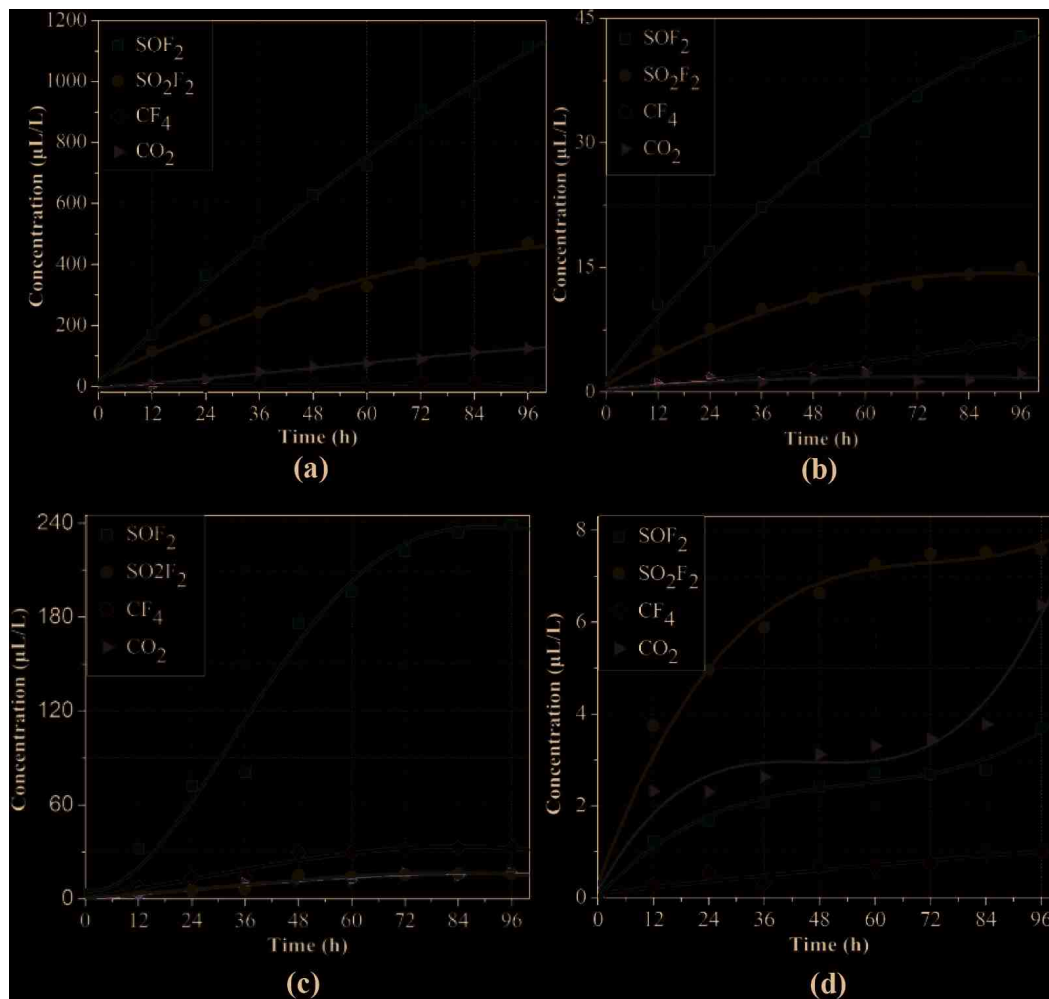 1200
1000
800
600
400
200
0
Concentration (µL/L)
SOF2
SO2F2
CF4
CO2
0 12 24 36 48 60 72 84 96
Time (h)
(a)
45
30
15
0
Concentration (µL/L)
SOF2
SO2F2
CF4
CO2
0 12 24 36 48 60 72 84 96
Time (h)
(b)
240
180
120
60
0
Concentration (µL/L)
SOF2
SO2F2
CF4
CO2
0 12 24 36 48 60 72 84 96
Time (h)
(c)
8
6
4
2
0
Concentration (µL/L)
SOF2
SO2F2
CF4
CO2
0 12 24 36 48 60 72 84 96
Time (h)
(d)